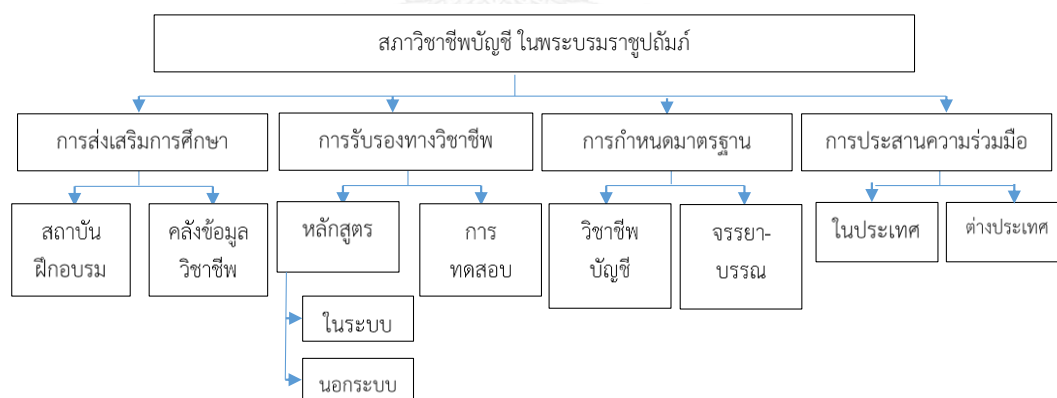 สภาวิชาชีพบัญชี ในพระบรมราชูปถัมภ์
การส่งเสริมการศึกษา
การรับรองทางวิชาชีพ
การกำหนดมาตรฐาน
การประสานความร่วมมือ
สถาบัน
ฝึกอบรม
คลังข้อมูล
วิชาชีพ
หลักสูตร
การ
ทดสอบ
วิชาชีพ
บัญชี
จรรยา-
บรรณ
ในประเทศ
ต่างประเทศ
ในระบบ
นอกระบบ